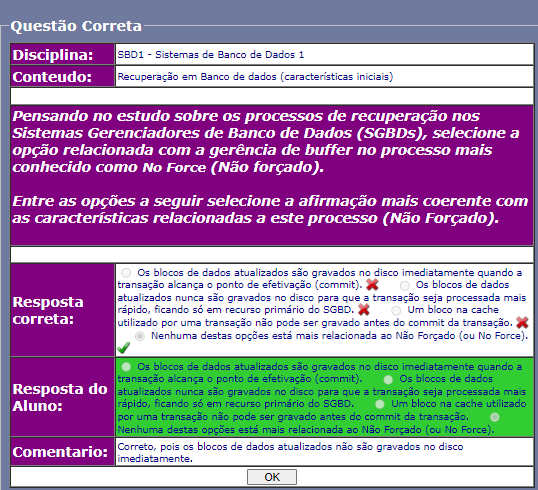 Questão Correta
Disciplina: SBD1 - Sistemas de Banco de Dados 1
Conteudo: Recuperação em Banco de dados (características iniciais)
Pensando no estudo sobre os processos de recuperação nos
Sistemas Gerenciadores de Banco de Dados (SGBDs), selecione a
opção relacionada com a gerência de buffer no processo mais
conhecido como No Force (Não forçado).
Entre as opções a seguir selecione a afirmação mais coerente com
as características relacionadas a este processo (Não Forçado).
Resposta correta:
Os blocos de dados atualizados são gravados no disco imediatamente quando a
transação alcança o ponto de efetivação (commit). Os blocos de dados
atualizados nunca são gravados no disco para que a transação seja processada mais
rápido, ficando só em recurso primário do SGBD. Um bloco na cache
utilizado por uma transação não pode ser gravado antes do commit da transação.
Nenhuma destas opções está mais relacionada ao Não Forçado (ou No Force).
Resposta do Aluno:
Os blocos de dados atualizados são gravados no disco imediatamente quando a
transação alcança o ponto de efetivação (commit). Os blocos de dados
atualizados nunca são gravados no disco para que a transação seja processada mais
rápido, ficando só em recurso primário do SGBD. Um bloco na cache utilizado
por uma transação não pode ser gravado antes do commit da transação.
Nenhuma destas opções está mais relacionada ao Não Forçado (ou No Force).
Comentario: Correto, pois os blocos de dados atualizados não são gravados no disco
imediatamente.
OK